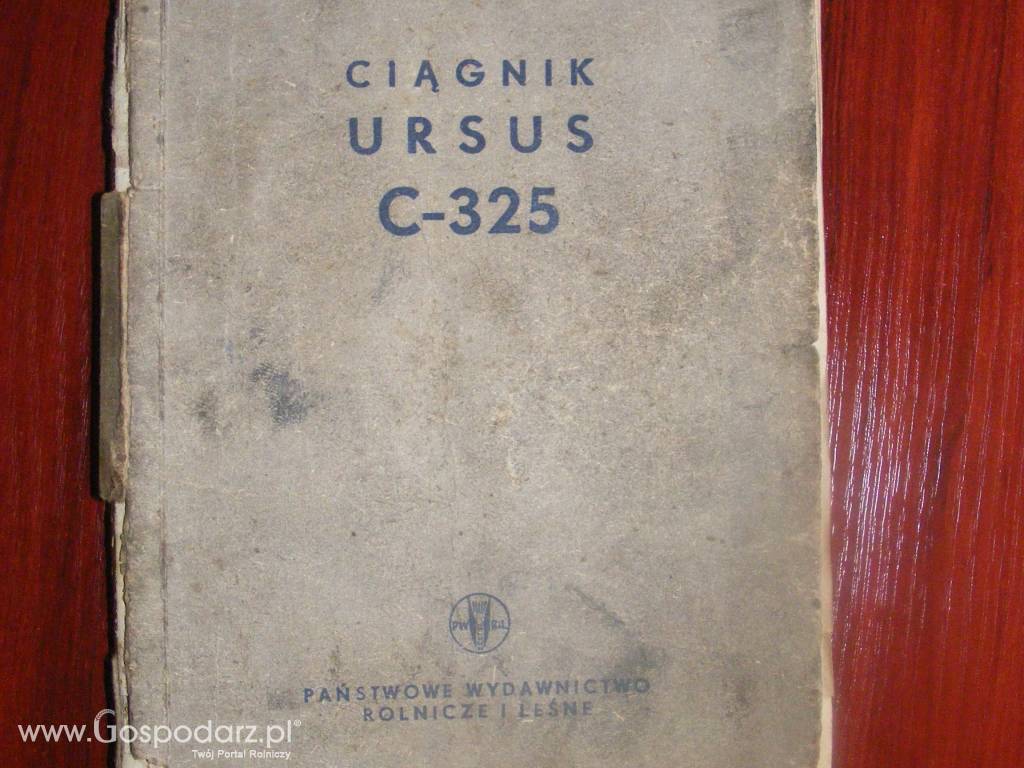 CIĄGNIK
URSUS
C-325
PWRiL
PAŃSTWOWE WYDAWNICTWO
ROLNICZE I LEŚNE
www.Gospodarz.pl®
Twój Portal Rolniczy